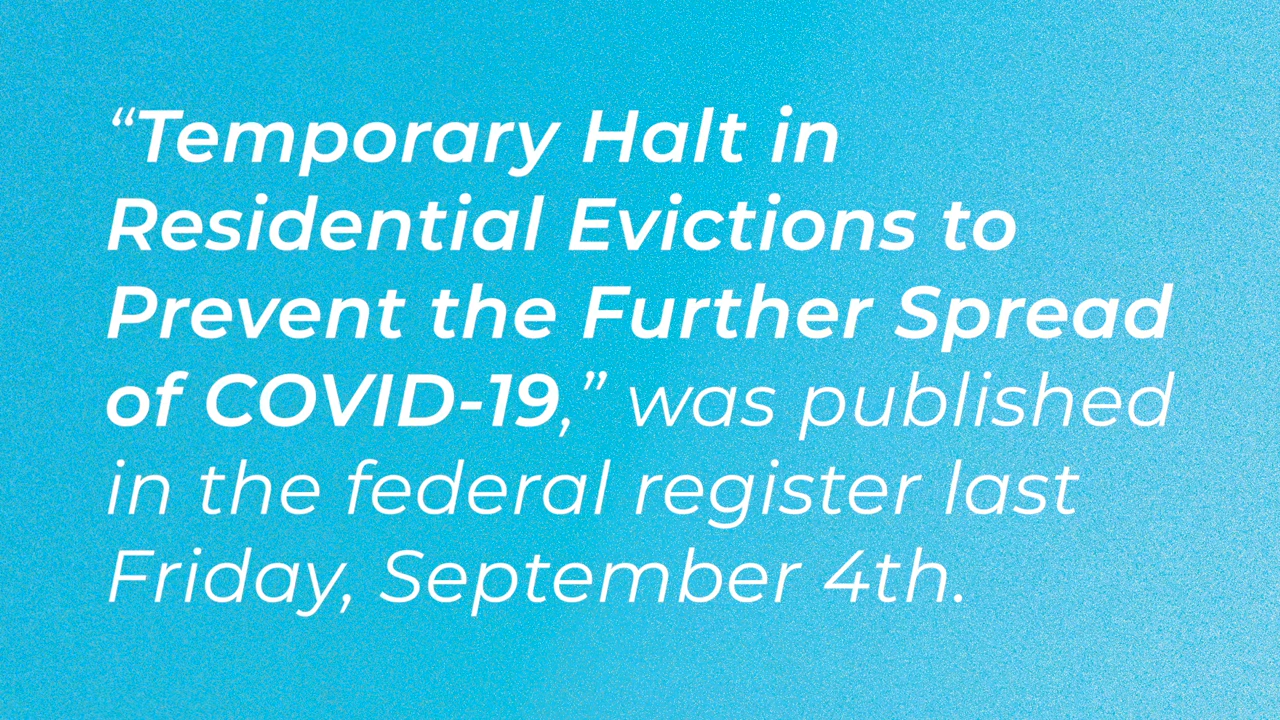 “Temporary Halt in
Residential Evictions to
Prevent the Further Spread
of COVID-19,” was published
in the federal register last
Friday, September 4th.